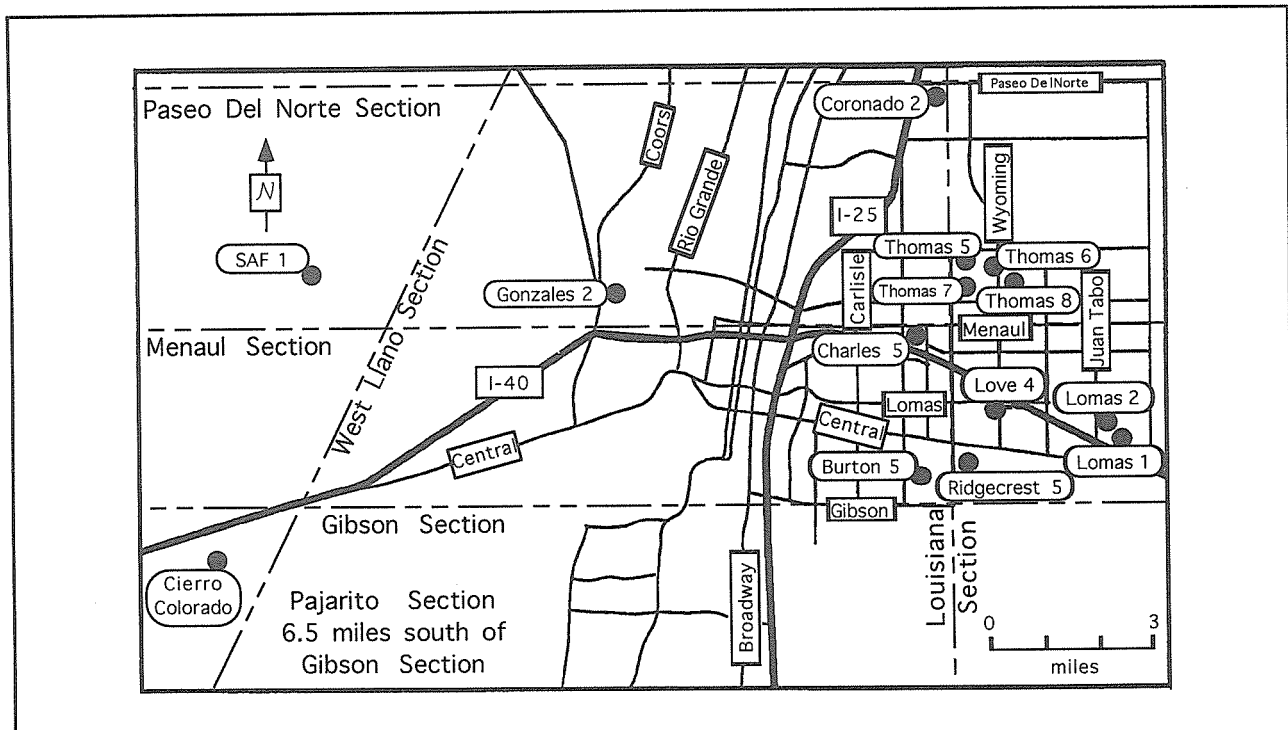 Paseo Del Norte Section
Paseo DelNorte
Coronado 2
Coors
N
Rio Grande
I-25
Wyoming
SAF 1
Thomas 5
Thomas 6
Carlisle
Gonzales 2
Thomas 7
Thomas 8
Juan Tabo
West Llano Section
Menaul Section
Menaul
Charles 5
I-40
Love 4
Lomas
Lomas 2
Central
Central
Burton 5
Lomas 1
Ridgecrest 5
Gibson Section
Gibson
Louisiana
Section
Cierro
Colorado
Pajarito Section
6.5 miles south of
Gibson Section
Broadway
0
3
miles